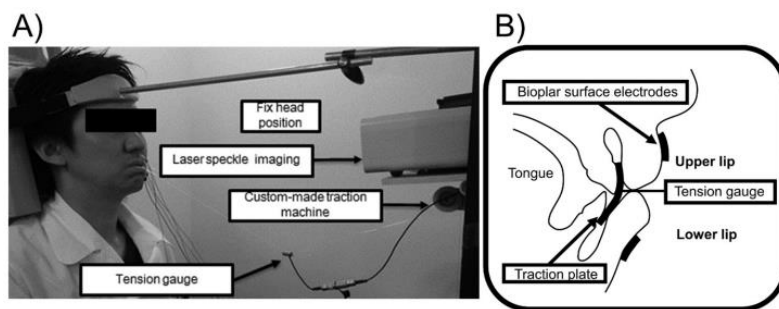 A)
Fix head
position
Laser speckle imaging
Custom-made traction
machine
Tension gauge
B)
Bioplar surface electrodes
Tongue
Upper lip
Tension gauge
Lower lip
Traction plate